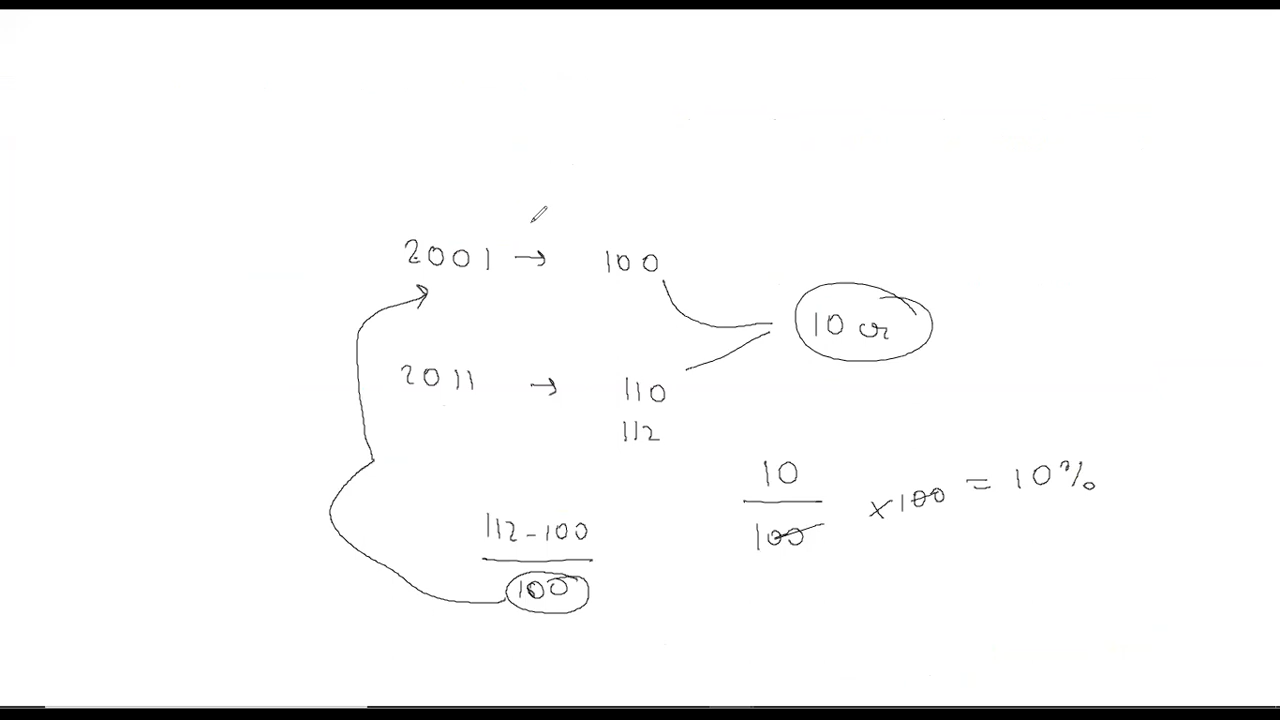 2001 → 100
10 cr
2011 → 110
112
10
100 × 100 = 10%
112 - 100
100